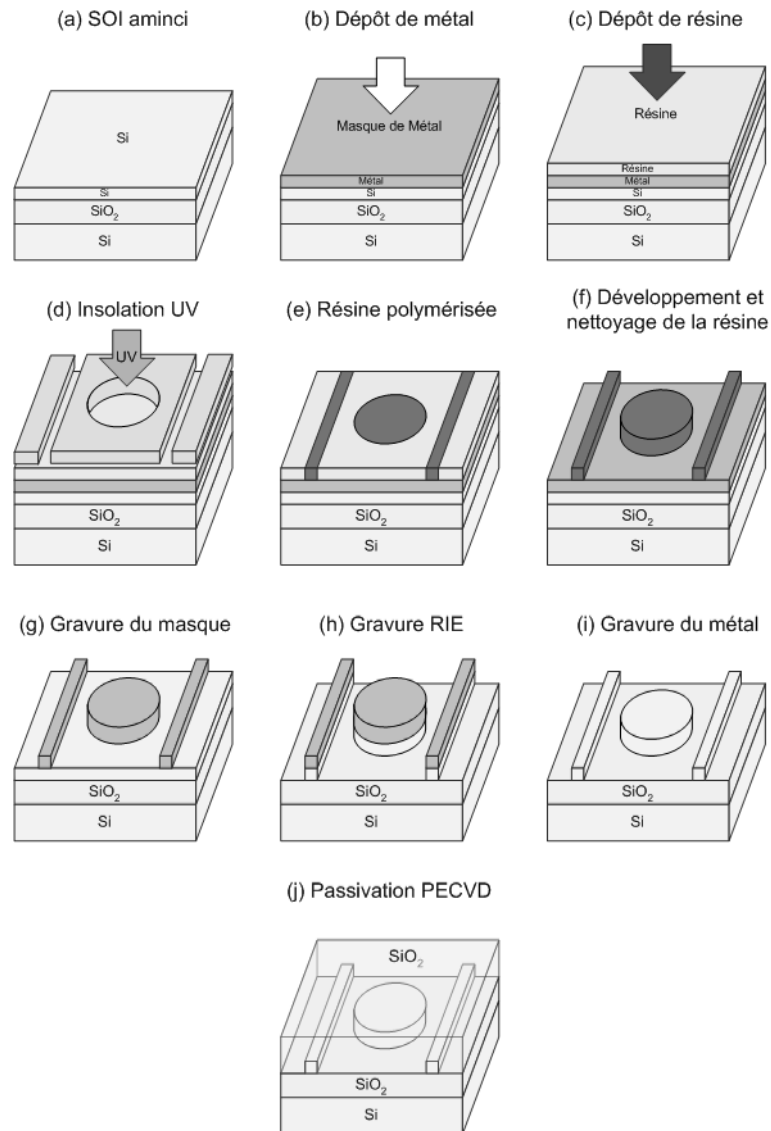 (a) SOI aminci
(b) Dépôt de métal
(c) Dépôt de résine
Si
Si
SiO₂
Si
Masque de Métal
Métal
Si
SiO₂
Si
Résine
Résine
Métal
Si
SiO₂
Si
(d) Insolation UV
(e) Résine polymérisée
(f) Développement et
nettoyage de la résine
UV
SiO₂
Si
SiO₂
Si
SiO₂
Si
(g) Gravure du masque
(h) Gravure RIE
(i) Gravure du métal
SiO₂
Si
SiO₂
Si
SiO₂
Si
(j) Passivation PECVD
SiO₂
SiO₂
Si